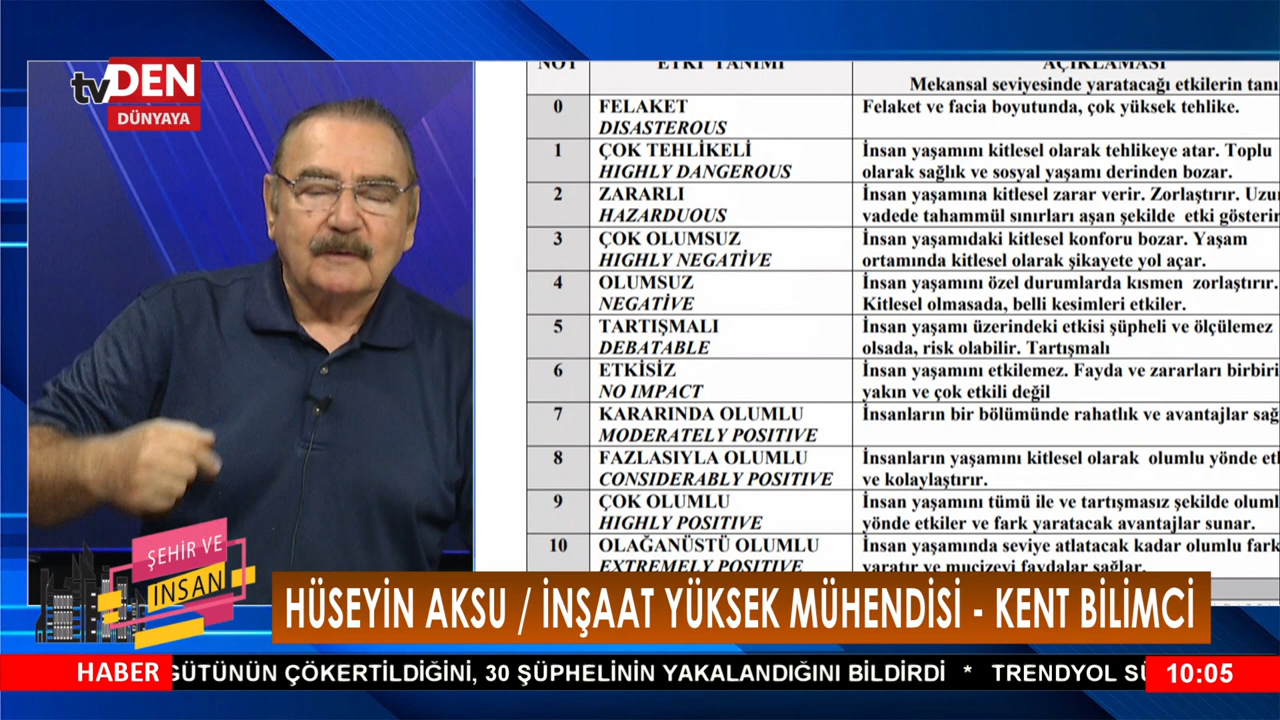 tvDEN
DÜNYAYA
NOT ETKİ TANIMI AÇIKLAMASI
Mekansal seviyesinde yaratacağı etkilerin tanı
0 FELAKET Felaket ve facia boyutunda, çok yüksek tehlike.
DISASTEROUS
1 ÇOK TEHLİKELİ İnsan yaşamını kitlesel olarak tehlikeye atar. Toplu
HIGHLY DANGEROUS olarak sağlık ve sosyal yaşamı derinden bozar.
2 ZARARLI İnsan yaşamına kitlesel zarar verir. Zorlaştırır. Uzu
HAZARDUOUS vadede tahammül sınırları aşan şekilde etki gösterir
3 ÇOK OLUMSUZ İnsan yaşamıdaki kitlesel konforu bozar. Yaşam
HIGHLY NEGATİVE ortamında kitlesel olarak şikayete yol açar.
4 OLUMSUZ İnsan yaşamını özel durumlarda kısmen zorlaştırır.
NEGATİVE Kitlesel olmasada, belli kesimleri etkiler.
5 TARTIŞMALI İnsan yaşamı üzerindeki etkisi şüpheli ve ölçülemez
DEBATABLE olsada, risk olabilir. Tartışmalı
6 ETKİSİZ İnsan yaşamını etkilemez. Fayda ve zararları birbiri
NO IMPACT yakın ve çok etkili değil
7 KARARINDA OLUMLU İnsanların bir bölümünde rahatlık ve avantajlar sağ
MODERATELY POSITIVE
8 FAZLASIYLA OLUMLU İnsanların yaşamını kitlesel olarak olumlu yönde etk
CONSIDERABLY POSITIVE ve kolaylaştırır.
9 ÇOK OLUMLU İnsan yaşamını tümü ile ve tartışmasız şekilde oluml
HIGHLY POSITIVE yönde etkiler ve fark yaratacak avantajlar sunar.
10 OLAĞANÜSTÜ OLUMLU İnsan yaşamında seviye atlatacak kadar olumlu fark
EXTREMELY POSITIVE yaratır ve mucizevi faydalar sağlar.
ŞEHİR VE
İNSAN
HÜSEYİN AKSU / İNŞAAT YÜKSEK MÜHENDİSİ - KENT BİLİMCİ
HABER GÜTÜNÜN ÇÖKERTİLDİĞİNİ, 30 ŞÜPHELİNİN YAKALANDIĞINI BİLDİRDİ * TRENDYOL SÜ 10:05